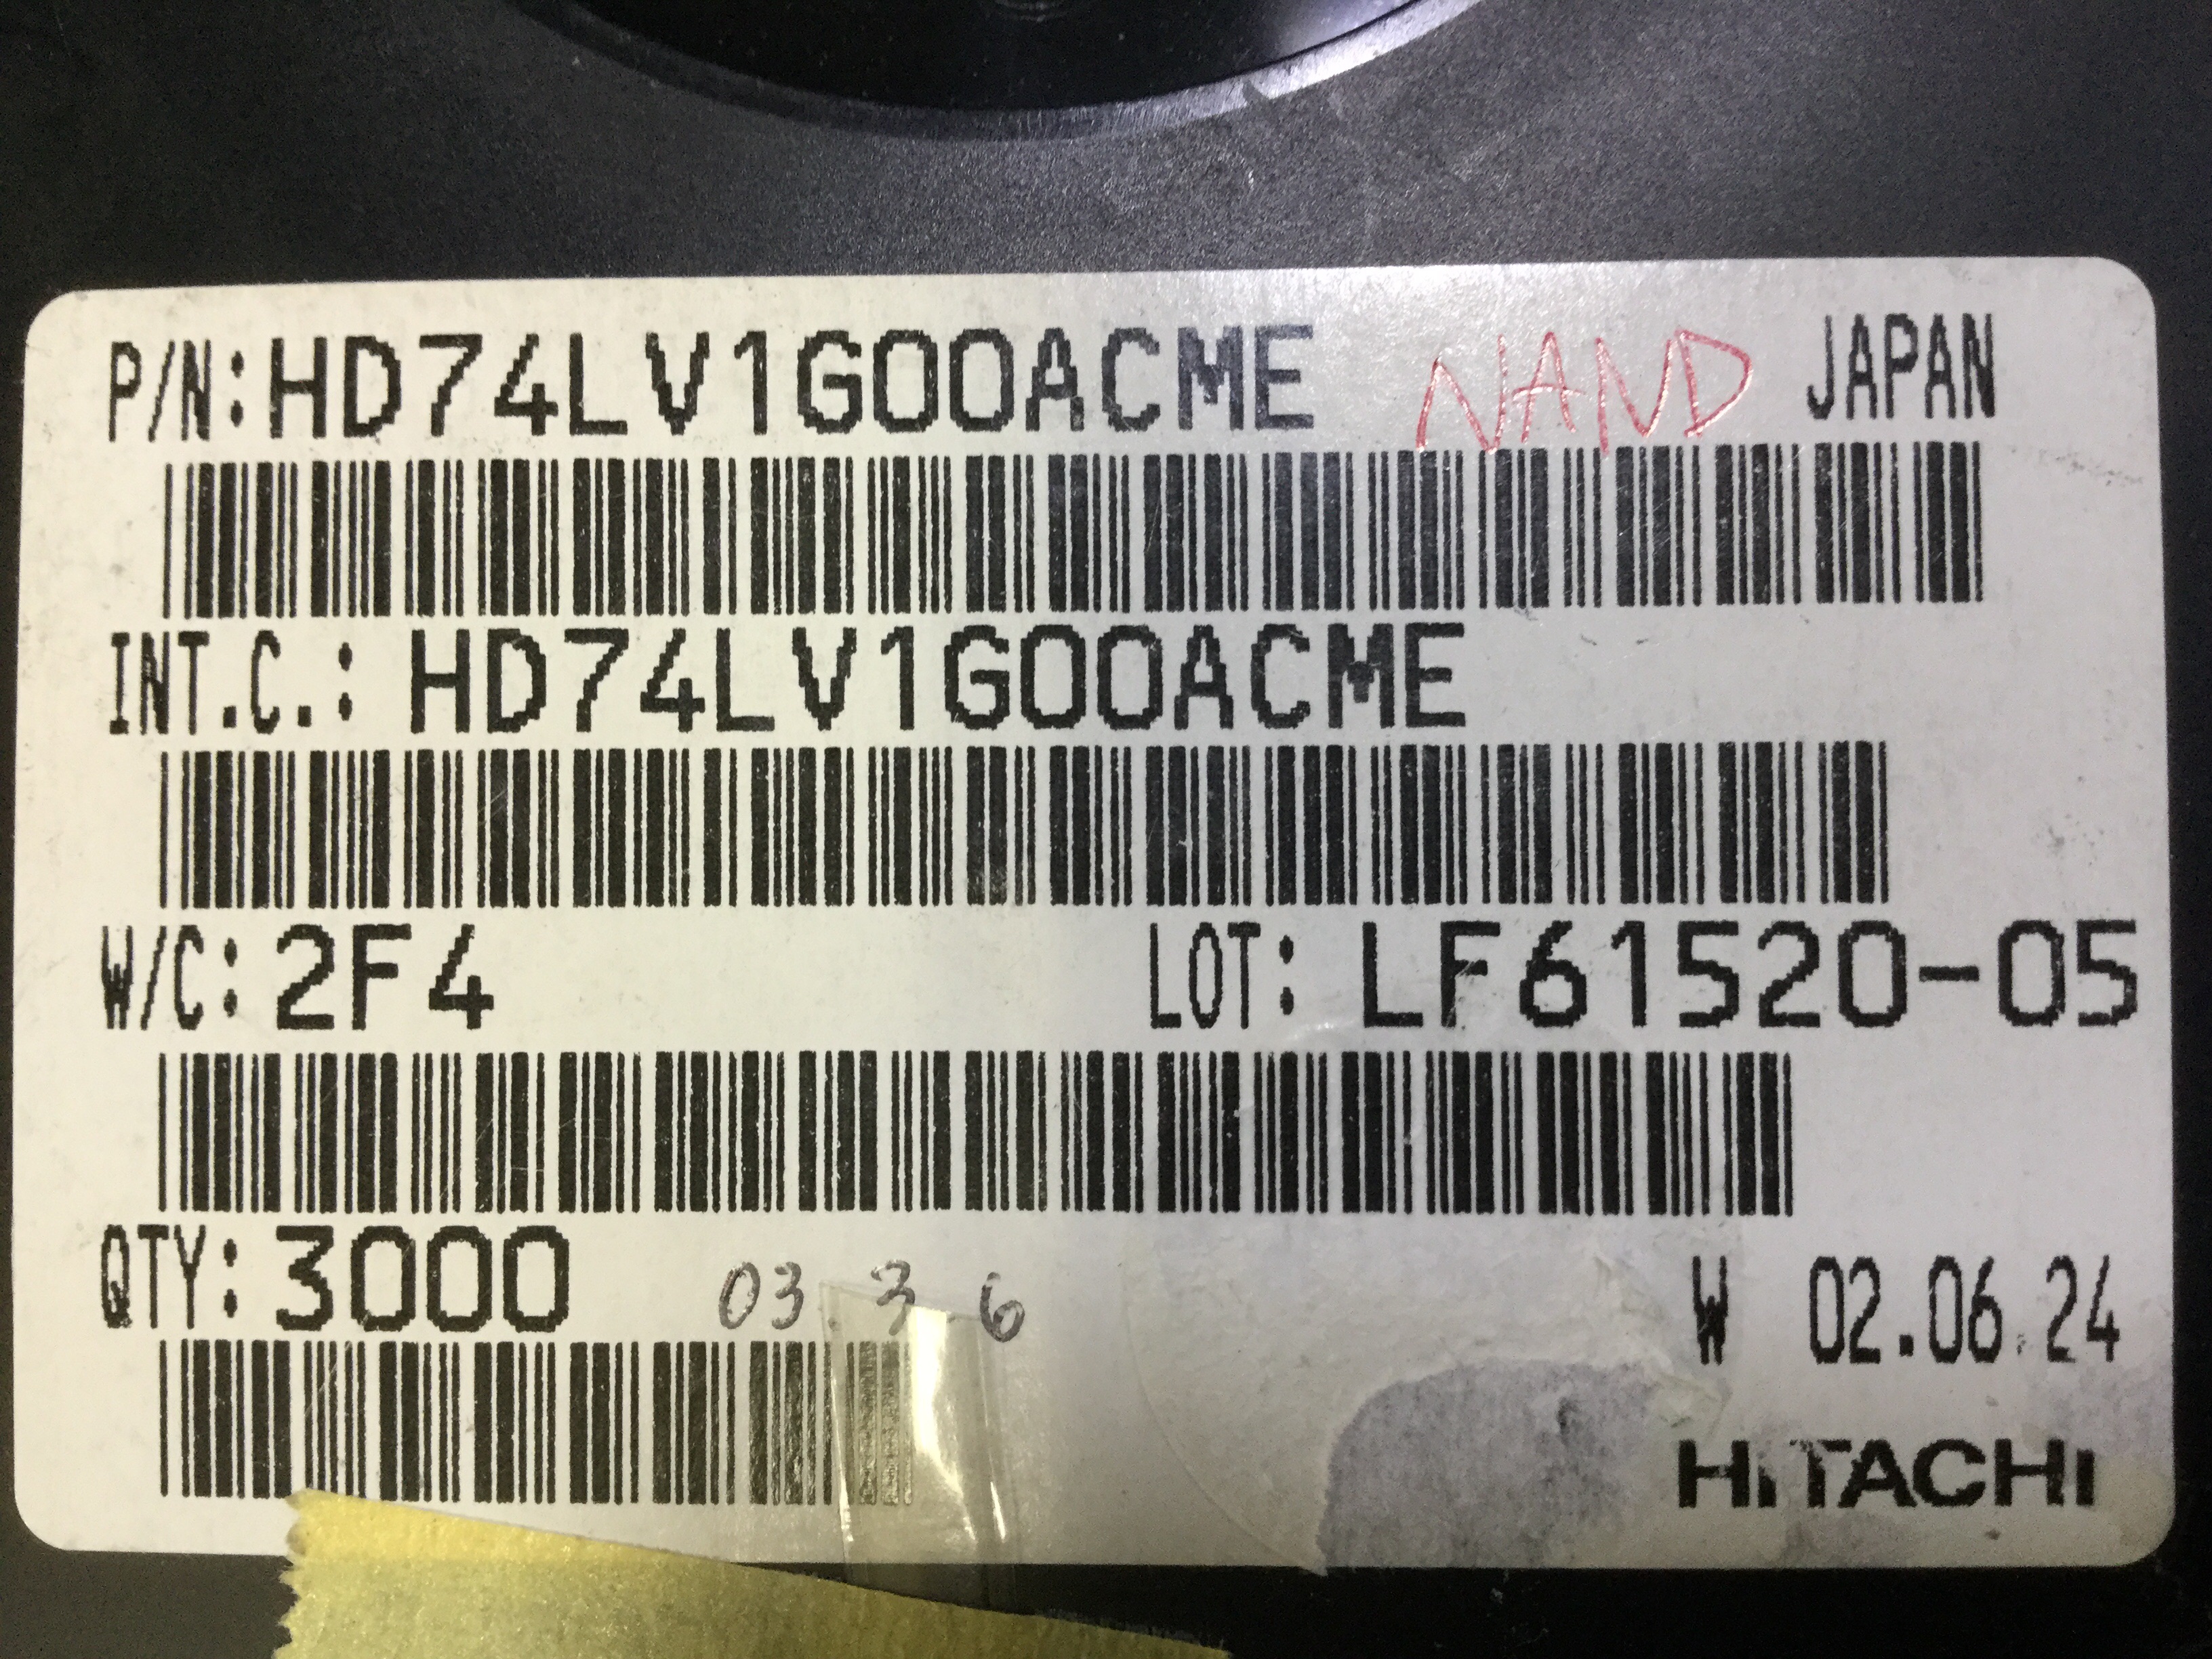 P/N:HD74LV1G00ACME NAND JAPAN
INT.C.: HD74LV1G00ACME
W/C:2F4 LOT: LF61520-05
QTY:3000 03 3 6 W 02.06.24
HITACHI